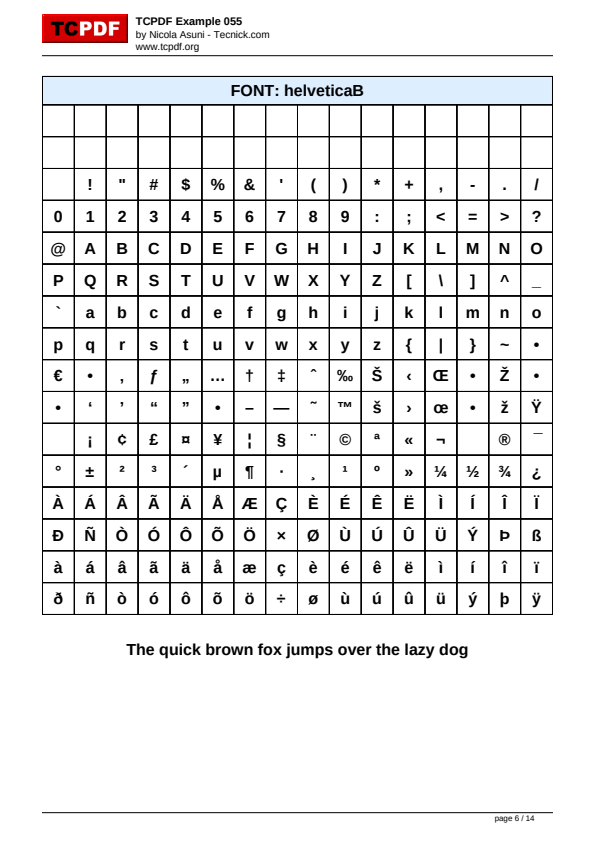 TCPDF
TCPDF Example 055
by Nicola Asuni - Tecnick.com
www.tcpdf.org
FONT: helveticaB
! " # $ % & ' ( ) * + , - . /
0 1 2 3 4 5 6 7 8 9 : ; < = > ?
@ A B C D E F G H I J K L M N O
P Q R S T U V W X Y Z [ \ ] ^ _
` a b c d e f g h i j k l m n o
p q r s t u v w x y z { | } ~ •
€ • ‚ ƒ „ … † ‡ ˆ ‰ Š ‹ Œ • Ž •
• ‘ ’ “ ” • – — ˜ ™ š › œ • ž Ÿ
¡ ¢ £ ¤ ¥ ¦ § ¨ © ª « ¬ ® ¯
° ± ² ³ ´ µ ¶ · ¸ ¹ º » ¼ ½ ¾ ¿
À Á Â Ã Ä Å Æ Ç È É Ê Ë Ì Í Î Ï
Ð Ñ Ò Ó Ô Õ Ö × Ø Ù Ú Û Ü Ý Þ ß
à á â ã ä å æ ç è é ê ë ì í î ï
ð ñ ò ó ô õ ö ÷ ø ù ú û ü ý þ ÿ
The quick brown fox jumps over the lazy dog
page 6 / 14